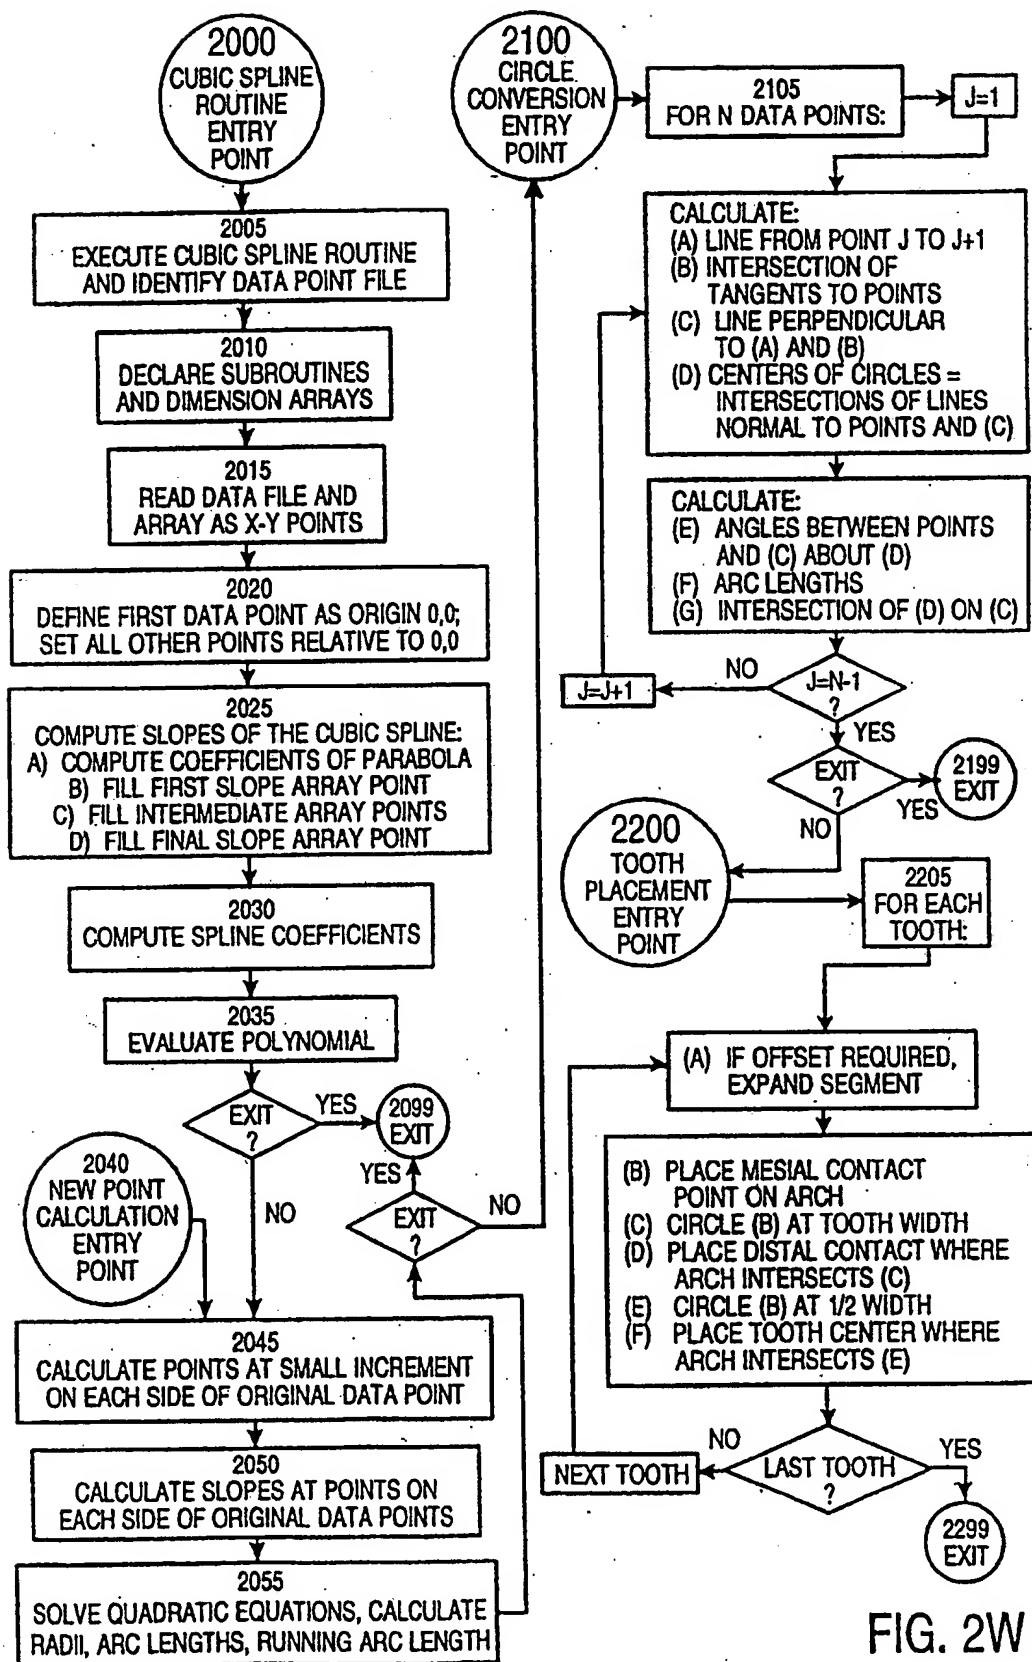 2000
CUBIC SPLINE
ROUTINE
ENTRY
POINT
2005
EXECUTE CUBIC SPLINE ROUTINE
AND IDENTIFY DATA POINT FILE
2010
DECLARE SUBROUTINES
AND DIMENSION ARRAYS
2015
READ DATA FILE AND
ARRAY AS X-Y POINTS
2020
DEFINE FIRST DATA POINT AS ORIGIN 0,0;
SET ALL OTHER POINTS RELATIVE TO 0,0
2025
COMPUTE SLOPES OF THE CUBIC SPLINE:
A) COMPUTE COEFFICIENTS OF PARABOLA
B) FILL FIRST SLOPE ARRAY POINT
C) FILL INTERMEDIATE ARRAY POINTS
D) FILL FINAL SLOPE ARRAY POINT
2030
COMPUTE SPLINE COEFFICIENTS
2035
EVALUATE POLYNOMIAL
EXIT
?
YES
2099
EXIT
NO
2040
NEW POINT
CALCULATION
ENTRY
POINT
YES
EXIT
?
NO
2045
CALCULATE POINTS AT SMALL INCREMENT
ON EACH SIDE OF ORIGINAL DATA POINT
2050
CALCULATE SLOPES AT POINTS ON
EACH SIDE OF ORIGINAL DATA POINTS
2055
SOLVE QUADRATIC EQUATIONS, CALCULATE
RADII, ARC LENGTHS, RUNNING ARC LENGTH
2100
CIRCLE
CONVERSION
ENTRY
POINT
2105
FOR N DATA POINTS:
J=1
CALCULATE:
(A) LINE FROM POINT J TO J+1
(B) INTERSECTION OF
TANGENTS TO POINTS
(C) LINE PERPENDICULAR
TO (A) AND (B)
(D) CENTERS OF CIRCLES =
INTERSECTIONS OF LINES
NORMAL TO POINTS AND (C)
CALCULATE:
(E) ANGLES BETWEEN POINTS
AND (C) ABOUT (D)
(F) ARC LENGTHS
(G) INTERSECTION OF (D) ON (C)
J=N-1
?
NO
J=J+1
YES
EXIT
?
YES
2199
EXIT
NO
2200
TOOTH
PLACEMENT
ENTRY
POINT
2205
FOR EACH
TOOTH:
(A) IF OFFSET REQUIRED,
EXPAND SEGMENT
(B) PLACE MESIAL CONTACT
POINT ON ARCH
(C) CIRCLE (B) AT TOOTH WIDTH
(D) PLACE DISTAL CONTACT WHERE
ARCH INTERSECTS (C)
(E) CIRCLE (B) AT 1/2 WIDTH
(F) PLACE TOOTH CENTER WHERE
ARCH INTERSECTS (E)
LAST TOOTH
?
NO
NEXT TOOTH
YES
2299
EXIT
FIG. 2W